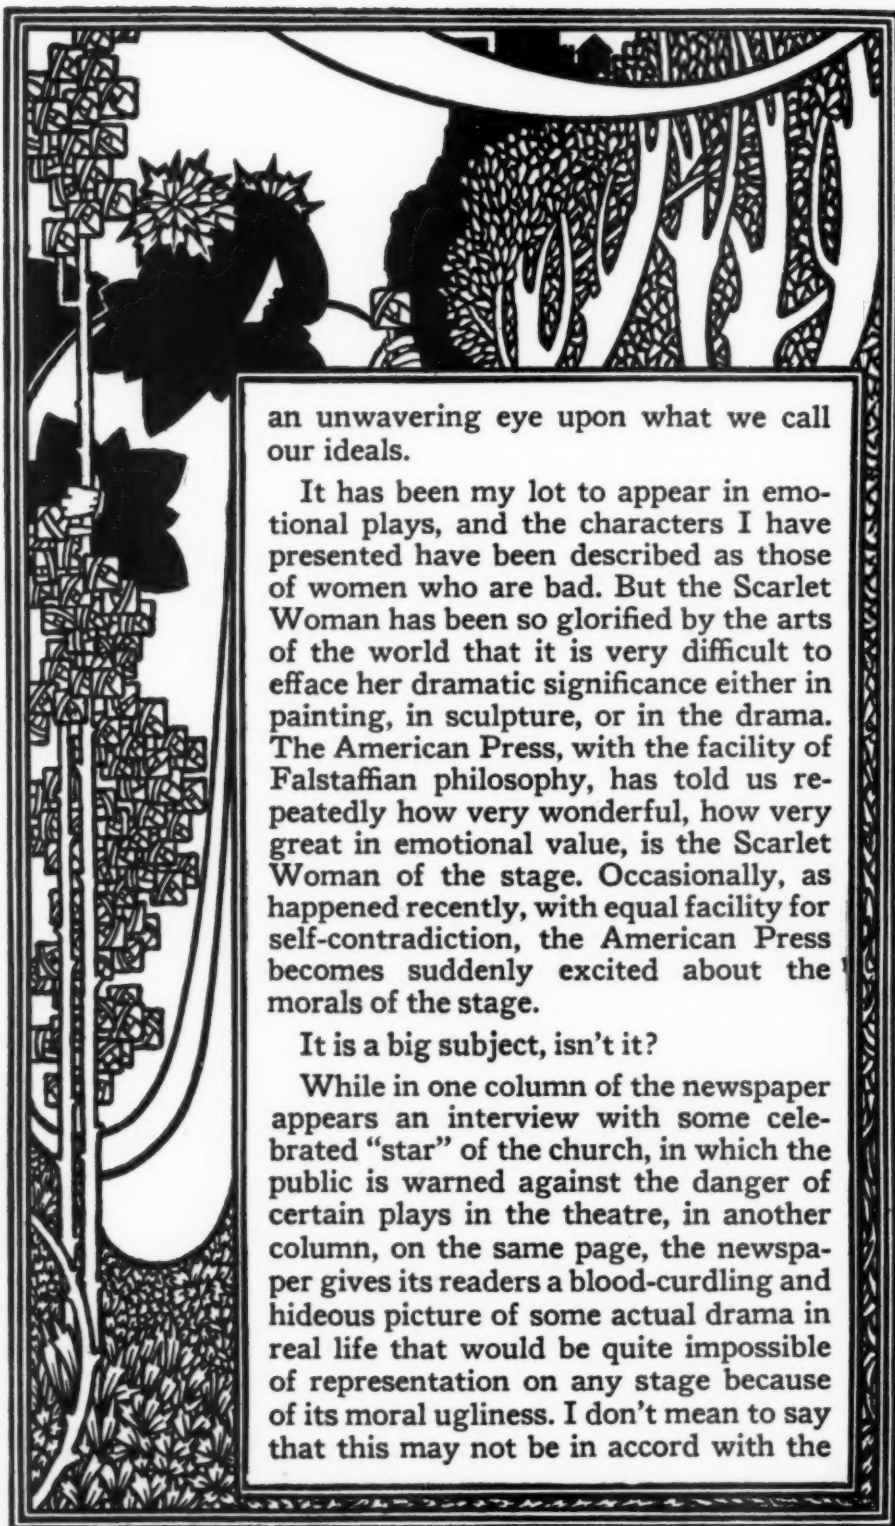 an unwavering eye upon what we call
our ideals.
It has been my lot to appear in emo-
tional plays, and the characters I have
presented have been described as those
of women who are bad. But the Scarlet
Woman has been so glorified by the arts
of the world that it is very difficult to
efface her dramatic significance either in
painting, in sculpture, or in the drama.
The American Press, with the facility of
Falstaffian philosophy, has told us re-
peatedly how very wonderful, how very
great in emotional value, is the Scarlet
Woman of the stage. Occasionally, as
happened recently, with equal facility for
self-contradiction, the American Press
becomes suddenly excited about the
morals of the stage.
It is a big subject, isn't it?
While in one column of the newspaper
appears an interview with some cele-
brated "star" of the church, in which the
public is warned against the danger of
certain plays in the theatre, in another
column, on the same page, the newspa-
per gives its readers a blood-curdling and
hideous picture of some actual drama in
real life that would be quite impossible
of representation on any stage because
of its moral ugliness. I don't mean to say
that this may not be in accord with the